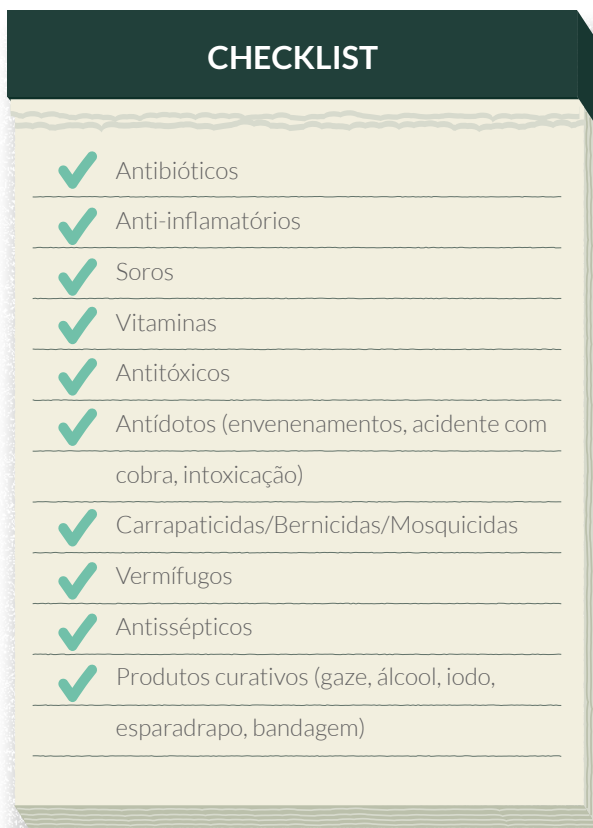 CHECKLIST
Antibióticos
Anti-inflamatórios
Soros
Vitaminas
Antitóxicos
Antídotos (envenenamentos, acidente com
cobra, intoxicação)
Carrapaticidas/Bernicidas/Mosquicidas
Vermífugos
Antissépticos
Produtos curativos (gaze, álcool, iodo,
esparadrapo, bandagem)